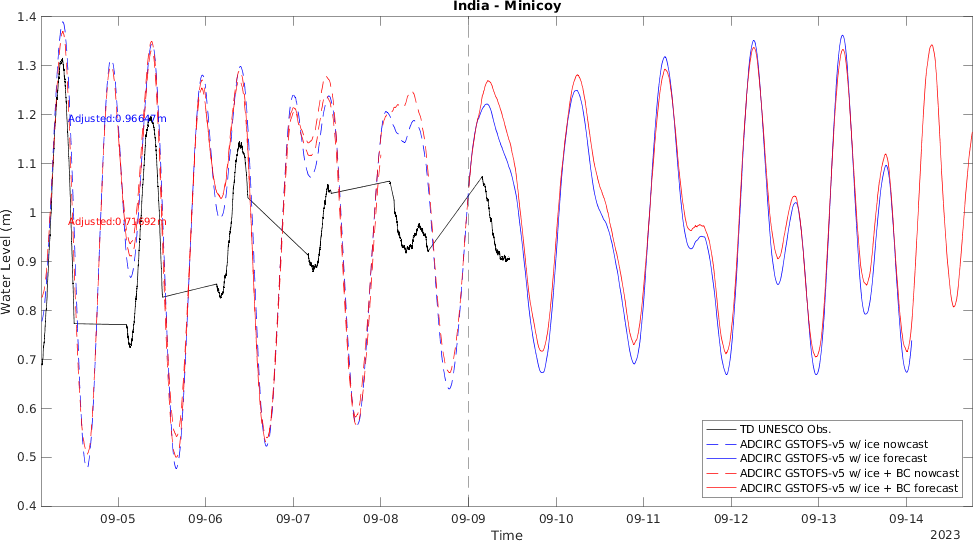 India - Minicoy
Water Level (m)
1.4
1.3
1.2
1.1
1
0.9
0.8
0.7
0.6
0.5
0.4
Adjusted:0.96647m
Adjusted:0.71692m
TD UNESCO Obs.
ADCIRC GSTOFS-v5 w/ ice nowcast
ADCIRC GSTOFS-v5 w/ ice forecast
ADCIRC GSTOFS-v5 w/ ice + BC nowcast
ADCIRC GSTOFS-v5 w/ ice + BC forecast
09-05 09-06 09-07 09-08 09-09 09-10 09-11 09-12 09-13 09-14
Time
2023